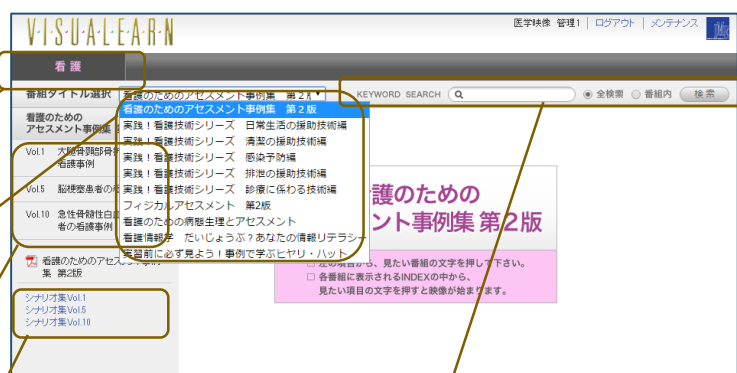 V·I·S·U·A·L·E·A·R·N
医学映像 管理1 | ログアウト | メンテナンス
看護
番組タイトル選択 看護のためのアセスメント事例集 第2版
KEYWORD SEARCH
全検索 番組内 検索
看護のためのアセスメント事例集 第2版
実践!看護技術シリーズ 日常生活の援助技術編
実践!看護技術シリーズ 清潔の援助技術編
実践!看護技術シリーズ 感染予防編
実践!看護技術シリーズ 排泄の援助技術編
実践!看護技術シリーズ 診療に係わる技術編
フィジカルアセスメント 第2版
看護のための病態生理とアセスメント
看護情報学 だいじょうぶ?あなたの情報リテラシー
実習前に必ず見よう!事例で学ぶヒヤリ・ハット
看護のための
アセスメント事例集
Vol.1 大腿骨頸部骨
看護事例
Vol.5 脳梗塞患者の
Vol.10 急性骨髄性白血
者の看護事例
看護のためのアセスメント事例
集 第2版
シナリオ集Vol.1
シナリオ集Vol.5
シナリオ集Vol.10
護のための
ント事例集 第2版
□ 左の項目から、見たい番組の文字を押して下さい。
□ 各番組に表示されるINDEXの中から、
見たい項目の文字を押すと映像が始まります。